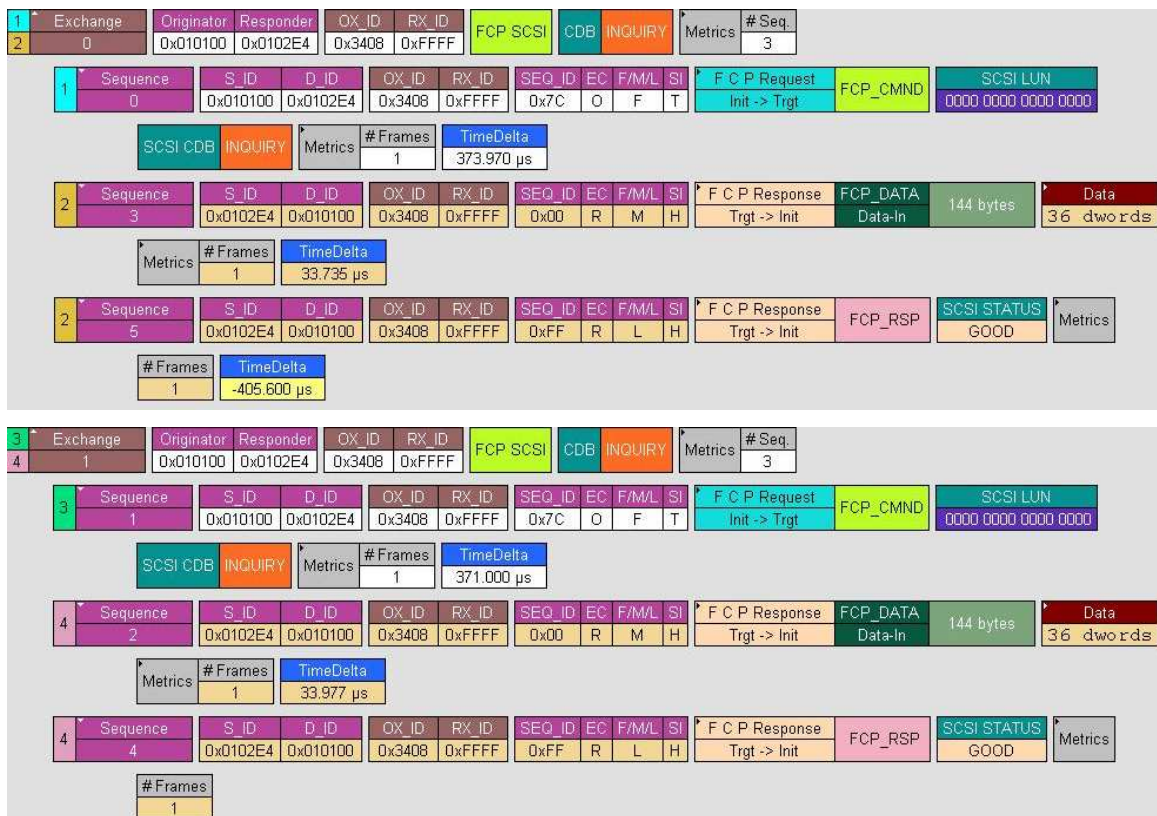 1 Exchange Originator Responder OX_ID RX_ID FCP SCSI CDB INQUIRY Metrics # Seq.
2 0 0x010100 0x0102E4 0x3408 0xFFFF 3
1 Sequence S_ID D_ID OX_ID RX_ID SEQ_ID EC F/M/L SI F C P Request FCP_CMND SCSI LUN
0 0x010100 0x0102E4 0x3408 0xFFFF 0x7C O F T Init -> Trgt 0000 0000 0000 0000
SCSI CDB INQUIRY Metrics # Frames TimeDelta
1 373.970 µs
2 Sequence S_ID D_ID OX_ID RX_ID SEQ_ID EC F/M/L SI F C P Response FCP_DATA 144 bytes Data
3 0x0102E4 0x010100 0x3408 0xFFFF 0x00 R M H Trgt -> Init Data-In 36 dwords
Metrics # Frames TimeDelta
1 33.735 µs
2 Sequence S_ID D_ID OX_ID RX_ID SEQ_ID EC F/M/L SI F C P Response FCP_RSP SCSI STATUS Metrics
5 0x0102E4 0x010100 0x3408 0xFFFF 0xFF R L H Trgt -> Init GOOD
# Frames TimeDelta
1 -405.600 µs
3 Exchange Originator Responder OX_ID RX_ID FCP SCSI CDB INQUIRY Metrics # Seq.
4 1 0x010100 0x0102E4 0x3408 0xFFFF 3
3 Sequence S_ID D_ID OX_ID RX_ID SEQ_ID EC F/M/L SI F C P Request FCP_CMND SCSI LUN
1 0x010100 0x0102E4 0x3408 0xFFFF 0x7C O F T Init -> Trgt 0000 0000 0000 0000
SCSI CDB INQUIRY Metrics # Frames TimeDelta
1 371.000 µs
4 Sequence S_ID D_ID OX_ID RX_ID SEQ_ID EC F/M/L SI F C P Response FCP_DATA 144 bytes Data
2 0x0102E4 0x010100 0x3408 0xFFFF 0x00 R M H Trgt -> Init Data-In 36 dwords
Metrics # Frames TimeDelta
1 33.977 µs
4 Sequence S_ID D_ID OX_ID RX_ID SEQ_ID EC F/M/L SI F C P Response FCP_RSP SCSI STATUS Metrics
4 0x0102E4 0x010100 0x3408 0xFFFF 0xFF R L H Trgt -> Init GOOD
# Frames
1